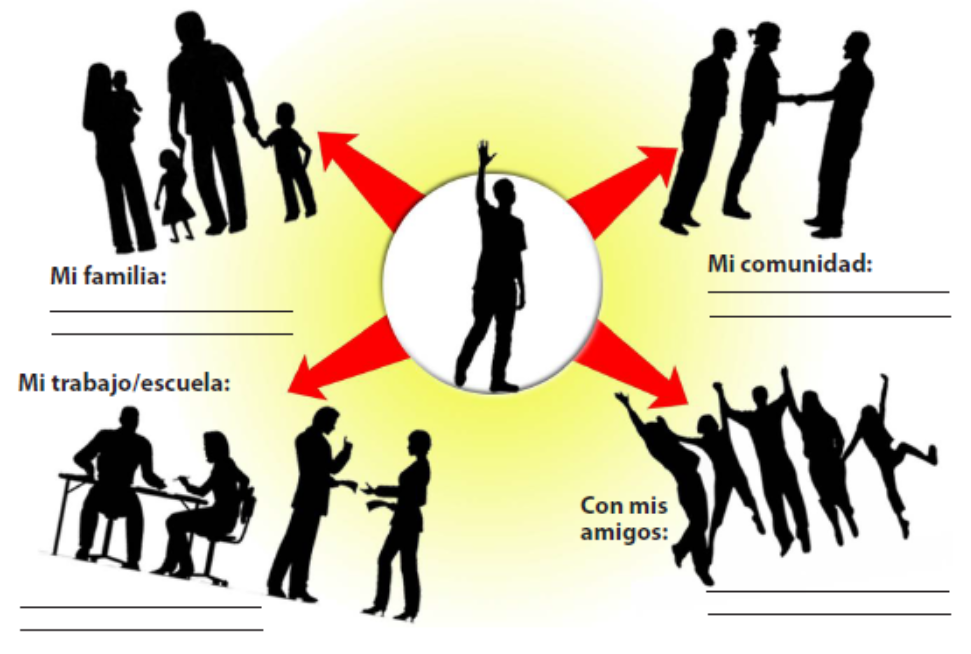 Mi familia:
Mi comunidad:
Mi trabajo/escuela:
Con mis
amigos: